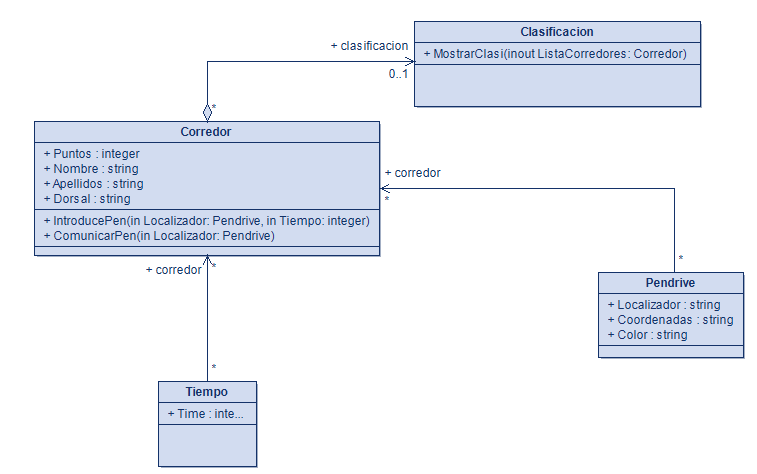 Clasificacion
+ MostrarClasi(inout ListaCorredores: Corredor)
+ clasificacion
0..1
*
Corredor
+ Puntos : integer
+ Nombre : string
+ Apellidos : string
+ Dorsal : string
+ IntroducePen(in Localizador: Pendrive, in Tiempo: integer)
+ ComunicarPen(in Localizador: Pendrive)
+ corredor
*
*
Pendrive
+ Localizador : string
+ Coordenadas : string
+ Color : string
+ corredor
*
*
Tiempo
+ Time : inte...